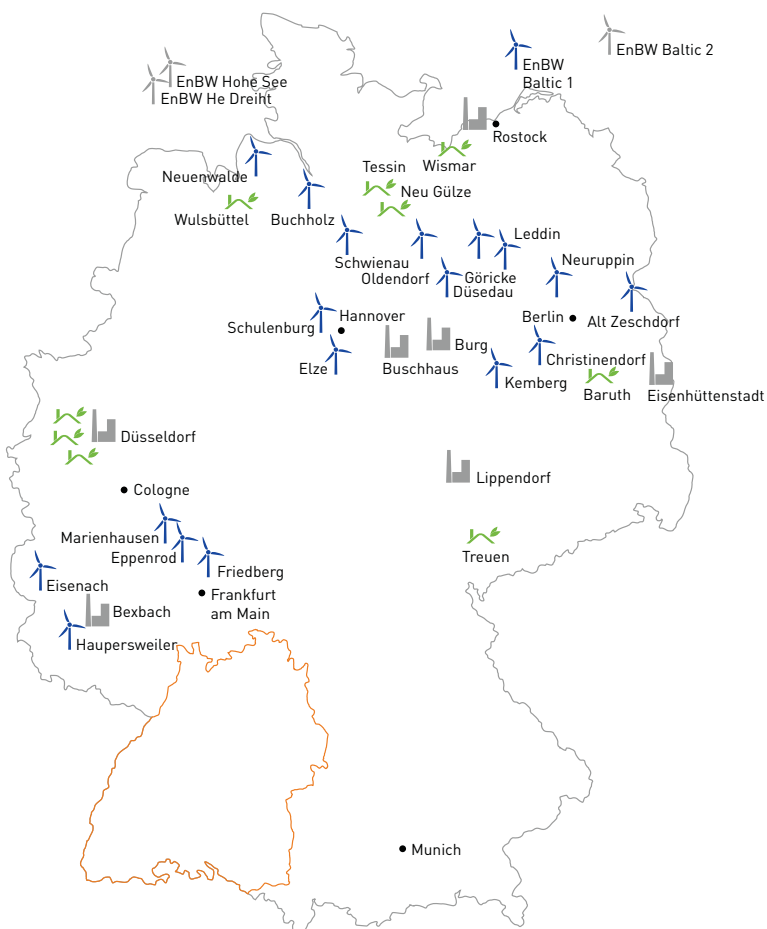 EnBW Baltic 2
EnBW
Baltic 1
EnBW Hohe See
EnBW He Dreiht
Rostock
Wismar
Tessin
Neuenwalde
Neu Gülze
Wulsbüttel
Buchholz
Leddin
Schwienau
Neuruppin
Oldendorf
Göricke
Düsedau
Hannover
Berlin
Alt Zeschdorf
Schulenburg
Burg
Christinendorf
Elze
Buschhaus
Kemberg
Baruth
Eisenhüttenstadt
Düsseldorf
Lippendorf
Cologne
Marienhausen
Eppenrod
Treuen
Friedberg
Eisenach
Frankfurt
am Main
Bexbach
Haupersweiler
Munich